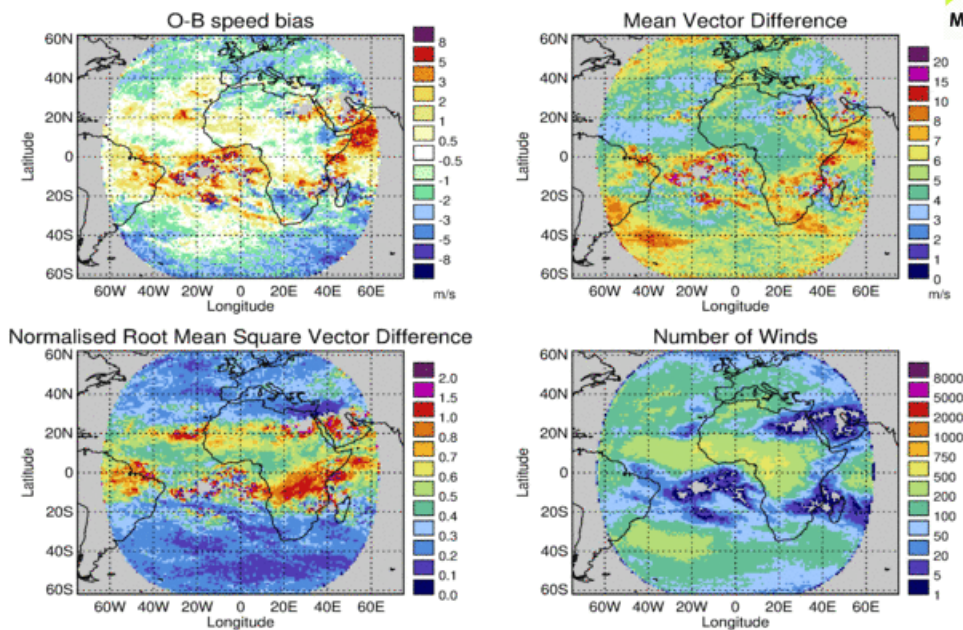 O-B speed bias
Mean Vector Difference
M
60N
40N
20N
0
20S
40S
60S
Latitude
60W 40W 20W 0 20E 40E 60E
Longitude
8
5
3
2
1
0.5
-0.5
-1
-2
-3
-5
-8
m/s
60N
40N
20N
0
20S
40S
60S
Latitude
60W 40W 20W 0 20E 40E 60E
Longitude
20
15
10
8
7
6
5
4
3
2
1
0
m/s
Normalised Root Mean Square Vector Difference
Number of Winds
60N
40N
20N
0
20S
40S
60S
Latitude
60W 40W 20W 0 20E 40E 60E
Longitude
2.0
1.5
1.0
0.8
0.7
0.6
0.5
0.4
0.3
0.2
0.1
0.0
60N
40N
20N
0
20S
40S
60S
Latitude
60W 40W 20W 0 20E 40E 60E
Longitude
8000
5000
2000
1000
750
500
200
100
50
20
5
1